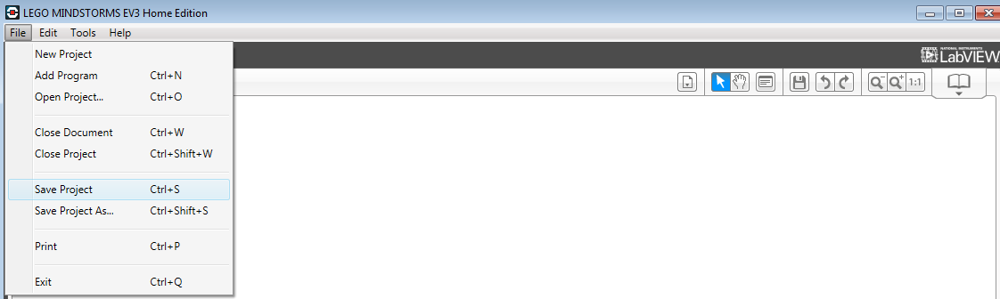 LEGO MINDSTORMS EV3 Home Edition
File Edit Tools Help
New Project
Add Program Ctrl+N
Open Project... Ctrl+O
Close Document Ctrl+W
Close Project Ctrl+Shift+W
Save Project Ctrl+S
Save Project As... Ctrl+Shift+S
Print Ctrl+P
Exit Ctrl+Q
NATIONAL INSTRUMENTS
LabVIEW
1:1